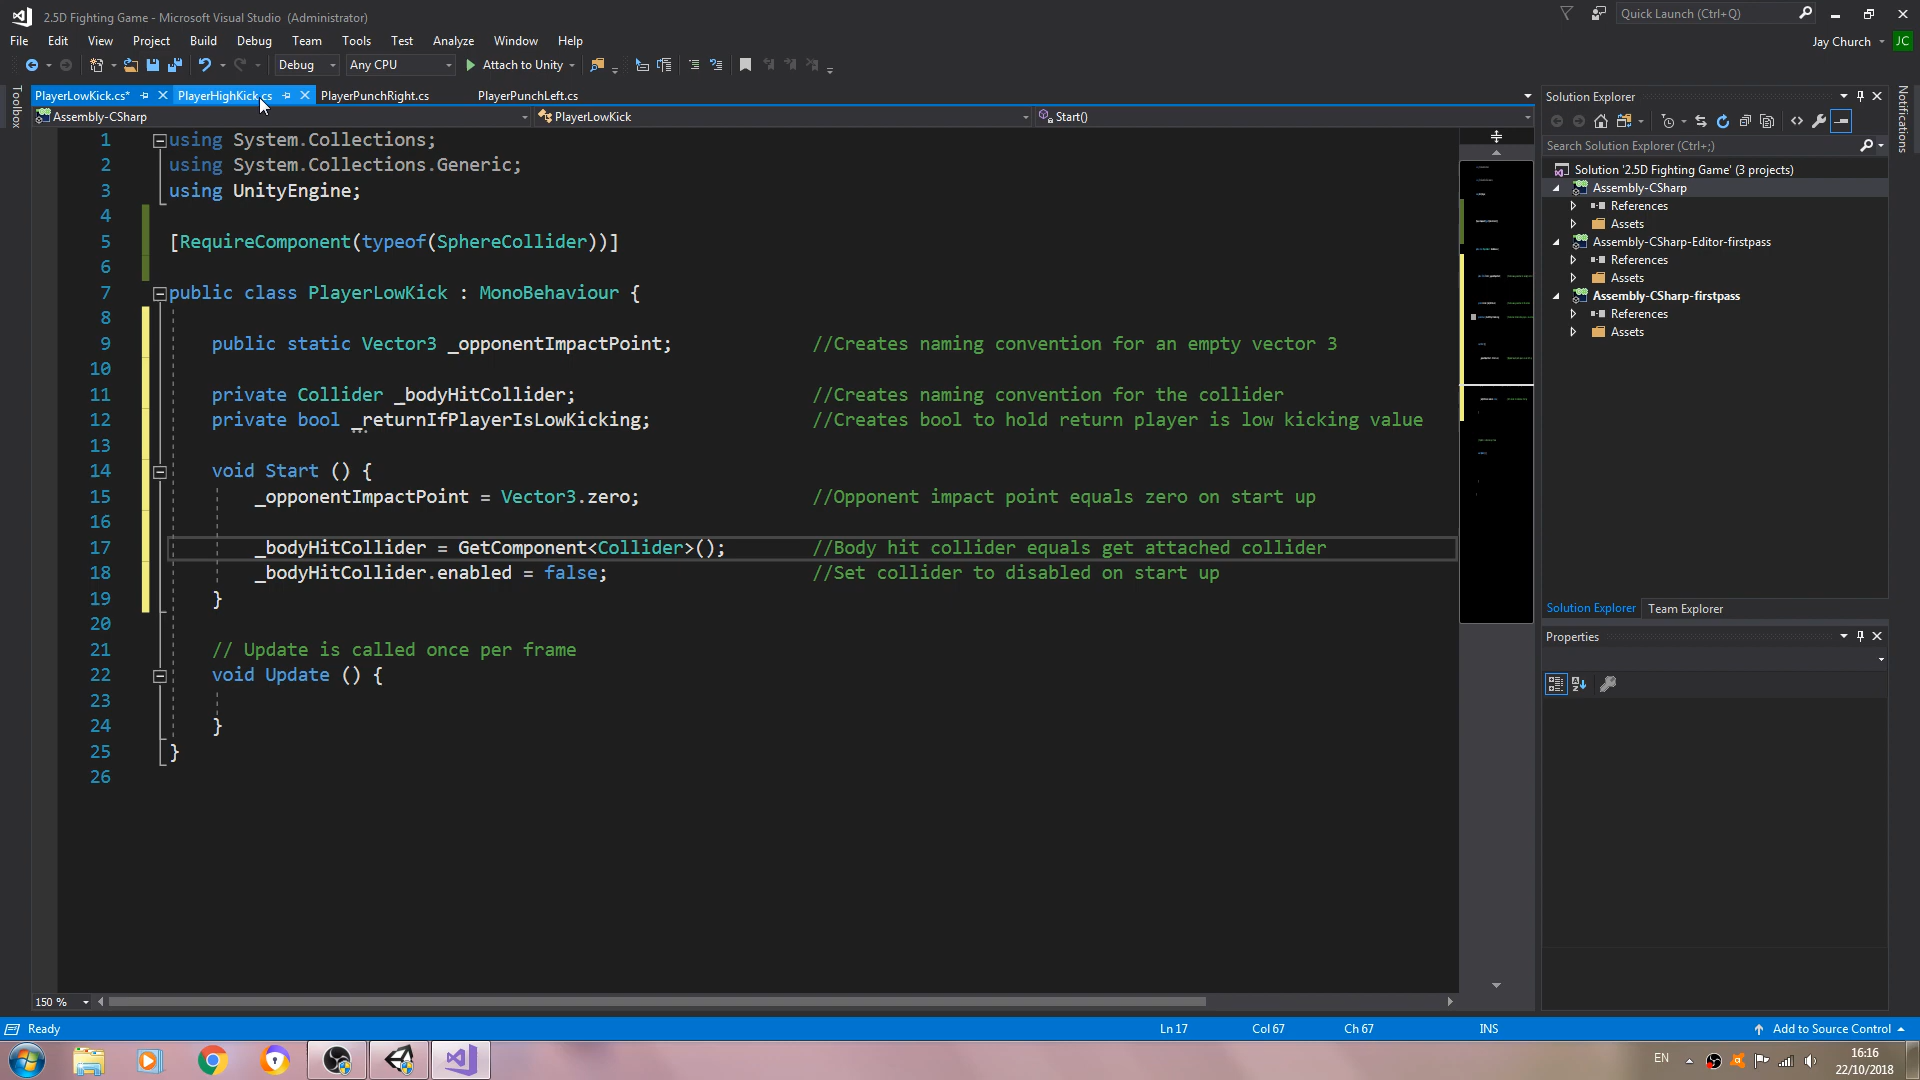 2.5D Fighting Game - Microsoft Visual Studio (Administrator)
Quick Launch (Ctrl+Q)
File Edit View Project Build Debug Team Tools Test Analyze Window Help
Jay Church JC
Debug Any CPU Attach to Unity
Toolbox
PlayerLowKick.cs* PlayerHighKick.cs PlayerPunchRight.cs PlayerPunchLeft.cs
Assembly-CSharp PlayerLowKick Start()
1 using System.Collections;
2 using System.Collections.Generic;
3 using UnityEngine;
4
5 [RequireComponent(typeof(SphereCollider))]
6
7 public class PlayerLowKick : MonoBehaviour {
8
9 public static Vector3 _opponentImpactPoint; //Creates naming convention for an empty vector 3
10
11 private Collider _bodyHitCollider; //Creates naming convention for the collider
12 private bool _returnIfPlayerIsLowKicking; //Creates bool to hold return player is low kicking value
13
14 void Start () {
15 _opponentImpactPoint = Vector3.zero; //Opponent impact point equals zero on start up
16
17 _bodyHitCollider = GetComponent<Collider>(); //Body hit collider equals get attached collider
18 _bodyHitCollider.enabled = false; //Set collider to disabled on start up
19 }
20
21 // Update is called once per frame
22 void Update () {
23
24 }
25 }
26
150 %
Solution Explorer
Search Solution Explorer (Ctrl+;)
Solution '2.5D Fighting Game' (3 projects)
Assembly-CSharp
References
Assets
Assembly-CSharp-Editor-firstpass
References
Assets
Assembly-CSharp-firstpass
References
Assets
Solution Explorer Team Explorer
Properties
Notifications
Ready Ln 17 Col 67 Ch 67 INS Add to Source Control
EN
16:16
22/10/2018